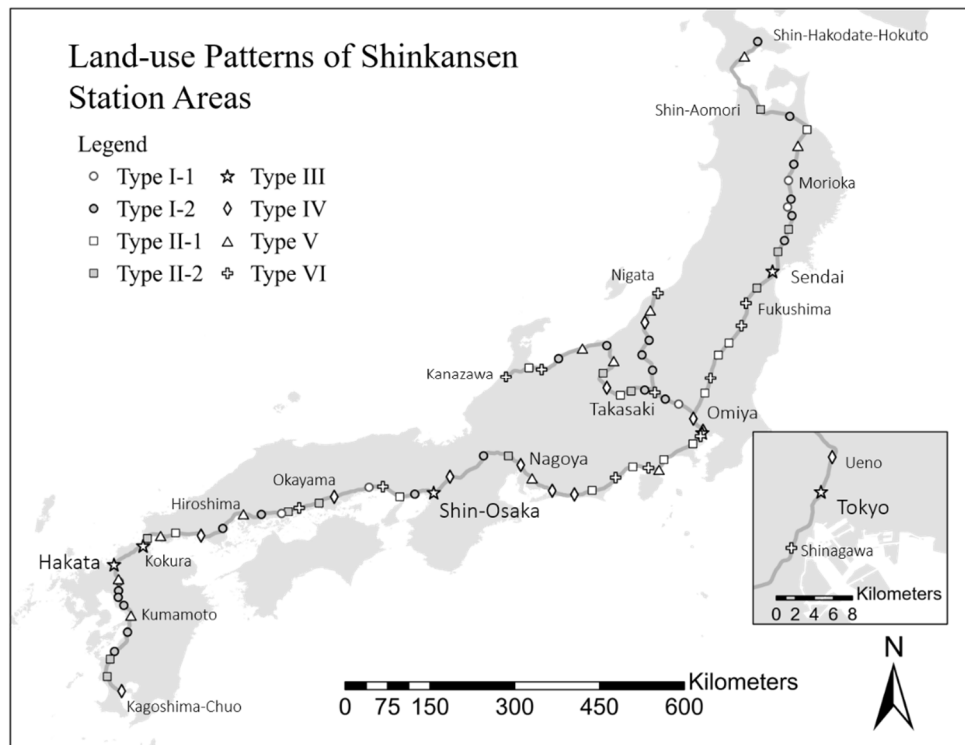 Land-use Patterns of Shinkansen
Station Areas
Legend
Type I-1
Type III
Type I-2
Type IV
Type II-1
Type V
Type II-2
Type VI
Shin-Hakodate-Hokuto
Shin-Aomori
Morioka
Sendai
Nigata
Fukushima
Kanazawa
Takasaki
Omiya
Nagoya
Okayama
Hiroshima
Shin-Osaka
Hakata
Kokura
Kumamoto
Kagoshima-Chuo
Ueno
Tokyo
Shinagawa
Kilometers
0 2 4 6 8
N
Kilometers
0 75 150 300 450 600